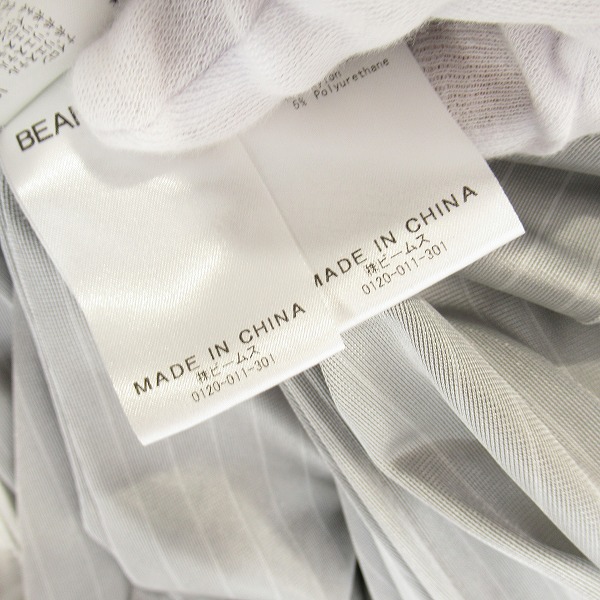 BEA
5% Polyurethane
MADE IN CHINA
㈱ビームス
0120-011-301
MADE IN CHINA
㈱ビームス
0120-011-301